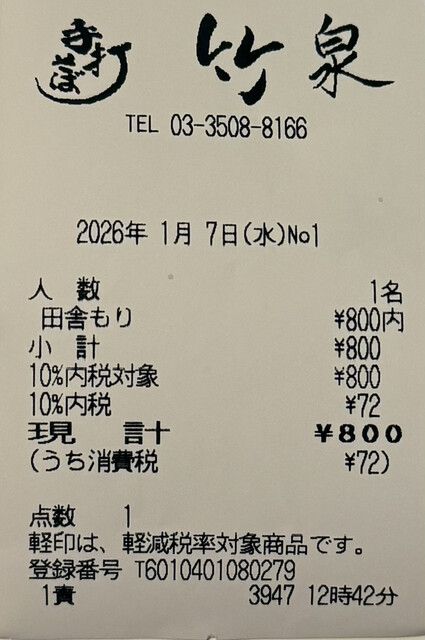 手打そば 竹泉
TEL 03-3508-8166
2026年 1月 7日(水)No1
人 数 1名
田舎もり ¥800内
小 計 ¥800
10%内税対象 ¥800
10%内税 ¥72
現 計 ¥800
(うち消費税 ¥72)
点数 1
軽印は、軽減税率対象商品です。
登録番号 T6010401080279
1責 3947 12時42分